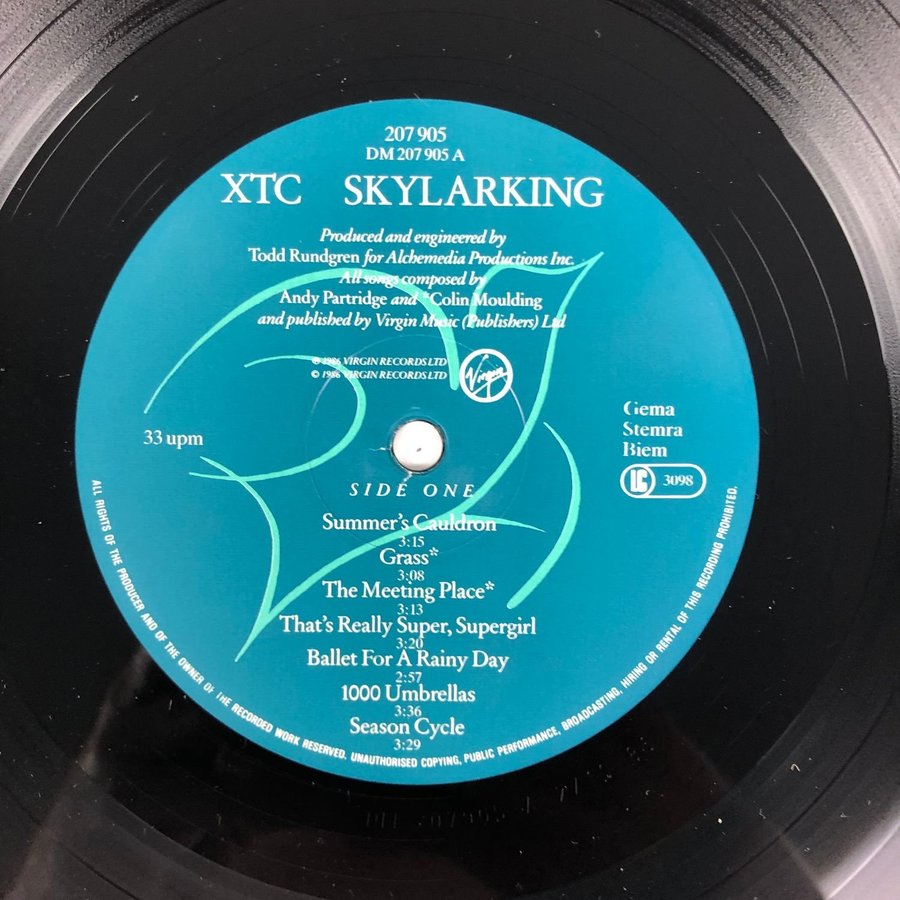 207 905
DM 207 905 A
XTC SKYLARKING
Produced and engineered by
Todd Rundgren for Alchemedia Productions Inc.
All songs composed by
Andy Partridge and *Colin Moulding
and published by Virgin Music (Publishers) Ltd
℗ 1986 VIRGIN RECORDS LTD
© 1986 VIRGIN RECORDS LTD
Virgin
33 upm
Gema
Stemra
Biem
LC 3098
SIDE ONE
Summer's Cauldron
3:15
Grass*
3:08
The Meeting Place*
3:13
That's Really Super, Supergirl
3:20
Ballet For A Rainy Day
2:57
1000 Umbrellas
3:36
Season Cycle
3:29
ALL RIGHTS OF THE PRODUCER AND OF THE OWNER OF THE RECORDED WORK RESERVED. UNAUTHORISED COPYING, PUBLIC PERFORMANCE, BROADCASTING, HIRING OR RENTAL OF THIS RECORDING PROHIBITED.